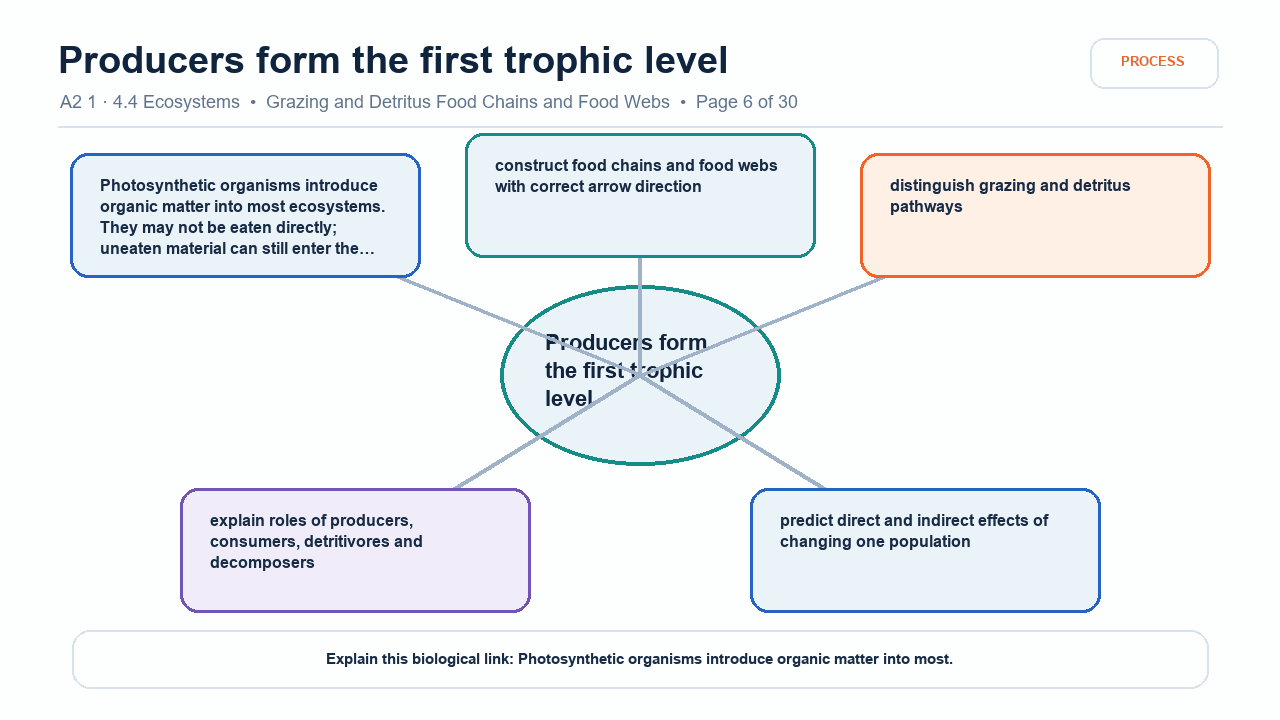 Producers form the first trophic level
PROCESS
A2 1 · 4.4 Ecosystems • Grazing and Detritus Food Chains and Food Webs • Page 6 of 30
Photosynthetic organisms introduce
organic matter into most ecosystems.
They may not be eaten directly;
uneaten material can still enter the…
construct food chains and food webs
with correct arrow direction
distinguish grazing and detritus
pathways
Producers form
the first trophic
level
explain roles of producers,
consumers, detritivores and
decomposers
predict direct and indirect effects of
changing one population
Explain this biological link: Photosynthetic organisms introduce organic matter into most.